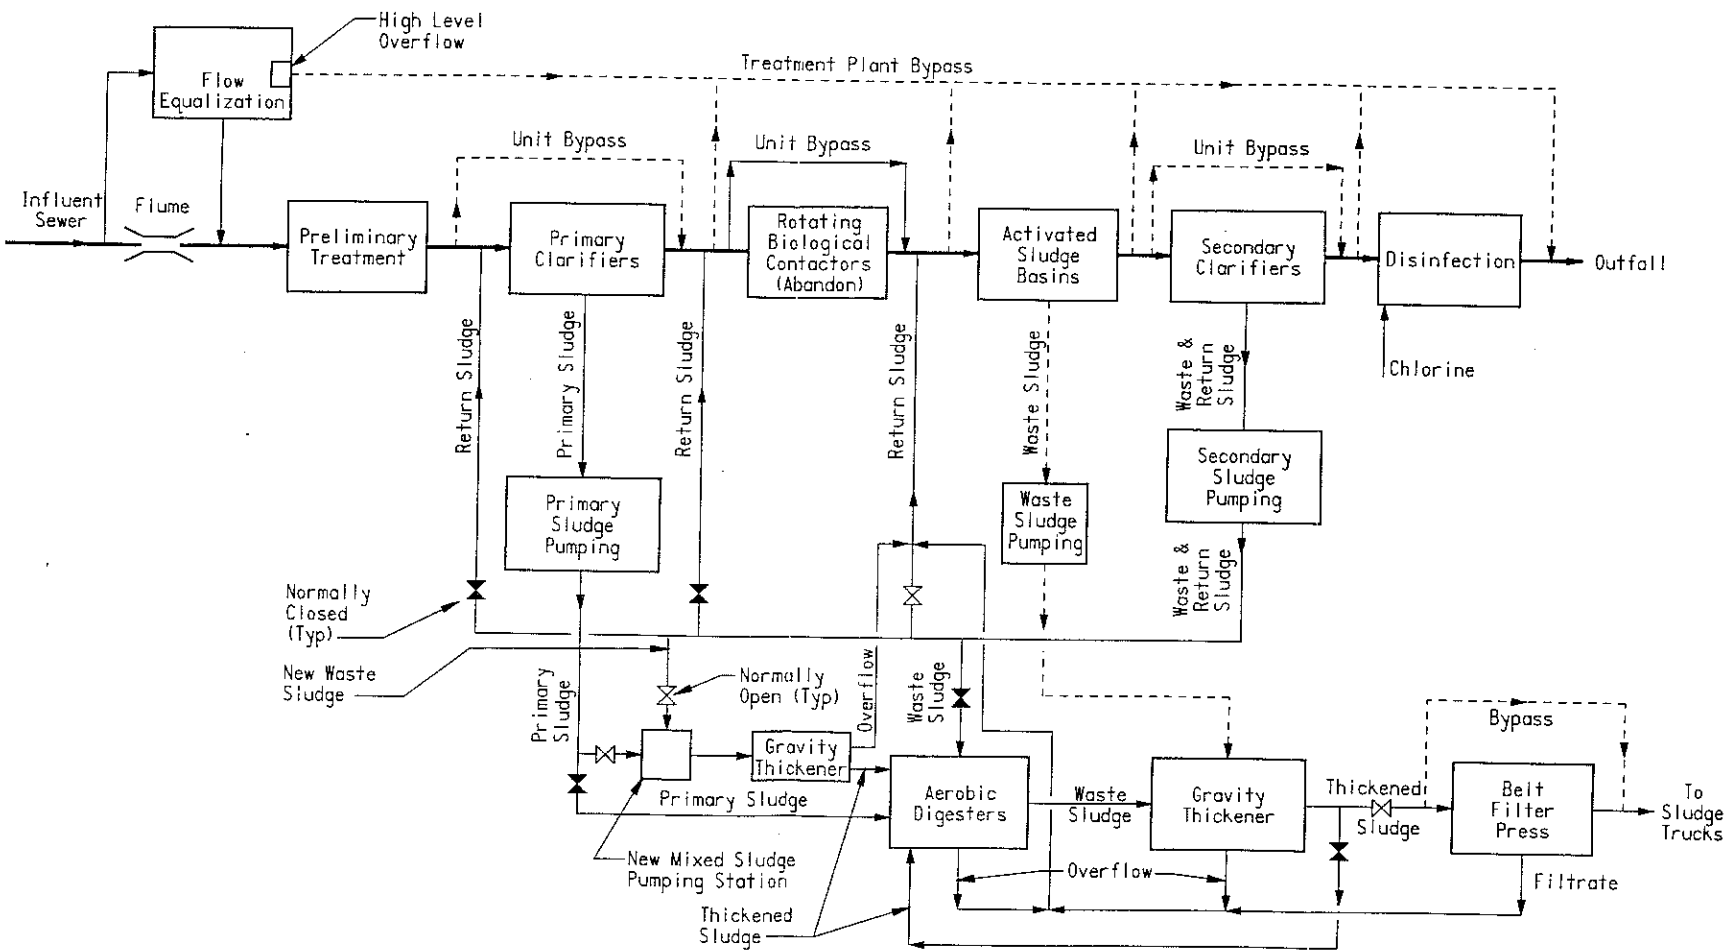 High Level
Overflow
Flow
Equalization
Treatment Plant Bypass
Unit Bypass
Unit Bypass
Unit Bypass
Influent
Sewer
Flume
Preliminary
Treatment
Primary
Clarifiers
Rotating
Biological
Contactors
(Abandon)
Activated
Sludge
Basins
Secondary
Clarifiers
Disinfection
Outfall
Return Sludge
Primary Sludge
Return Sludge
Return Sludge
Waste Sludge
Waste &
Return
Sludge
Chlorine
Primary
Sludge
Pumping
Waste
Sludge
Pumping
Secondary
Sludge
Pumping
Waste &
Return
Sludge
Normally
Closed
(Typ)
New Waste
Sludge
Primary
Sludge
Normally
Open (Typ)
Overflow
Waste
Sludge
Gravity
Thickener
Primary Sludge
Aerobic
Digesters
Waste
Sludge
Gravity
Thickener
Thickened
Sludge
Bypass
Belt
Filter
Press
To
Sludge
Trucks
New Mixed Sludge
Pumping Station
Overflow
Filtrate
Thickened
Sludge